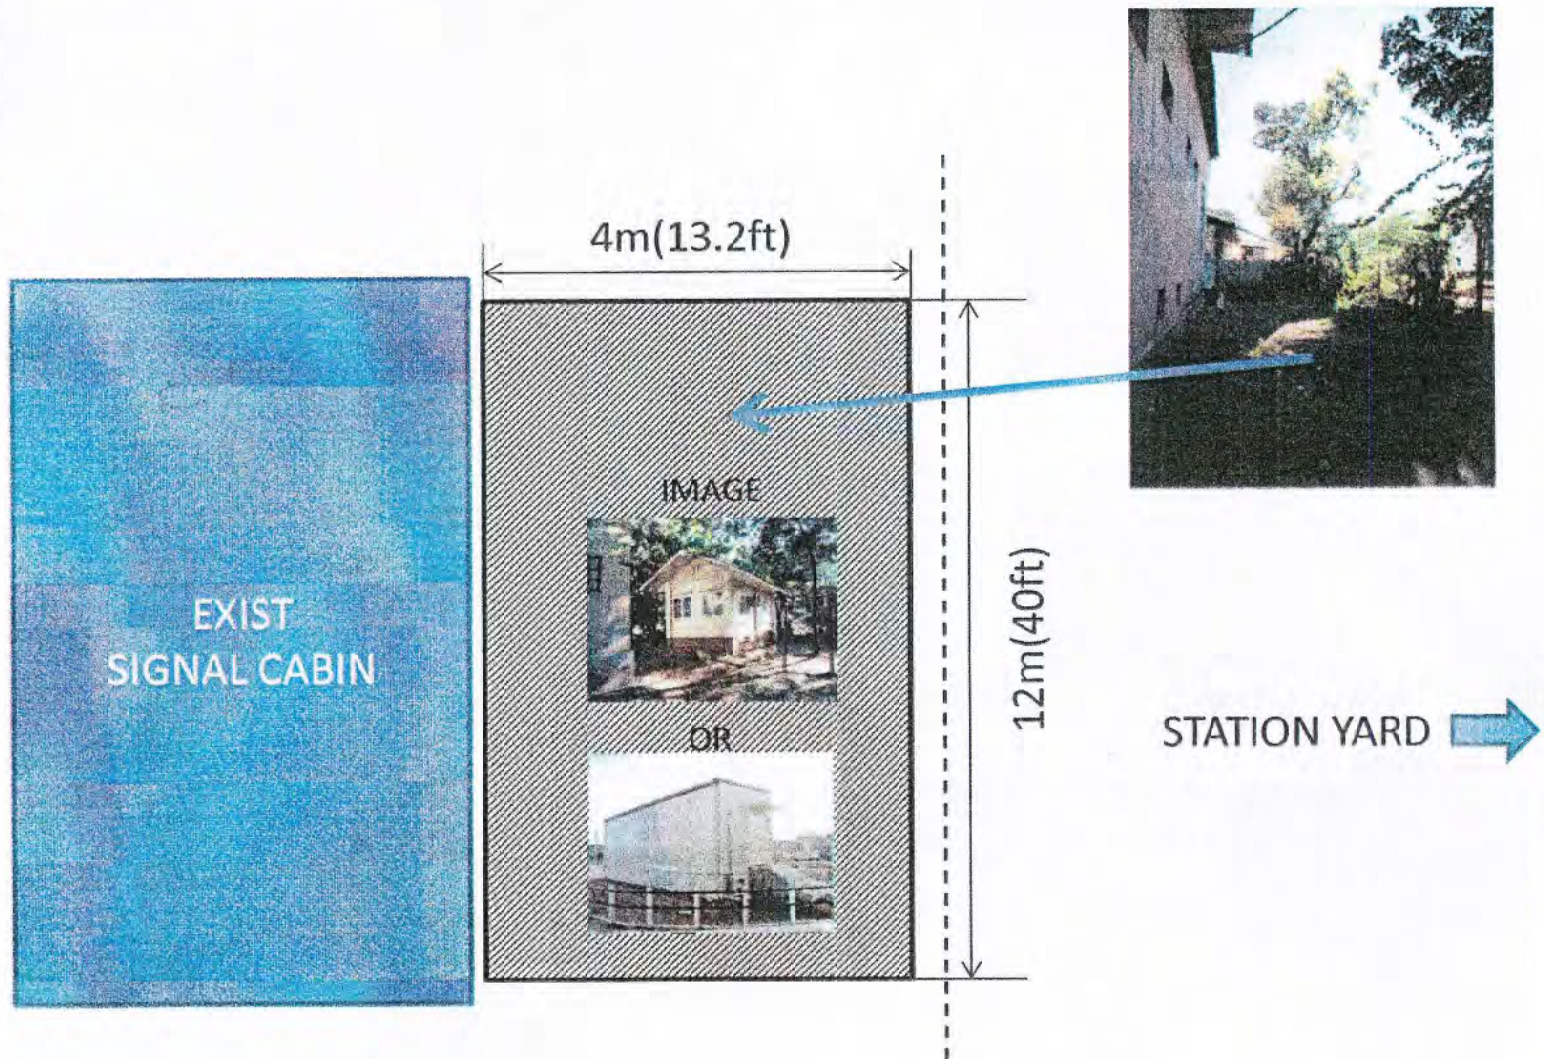 4m(13.2ft)
IMAGE
EXIST
SIGNAL CABIN
12m(40ft)
OR
STATION YARD